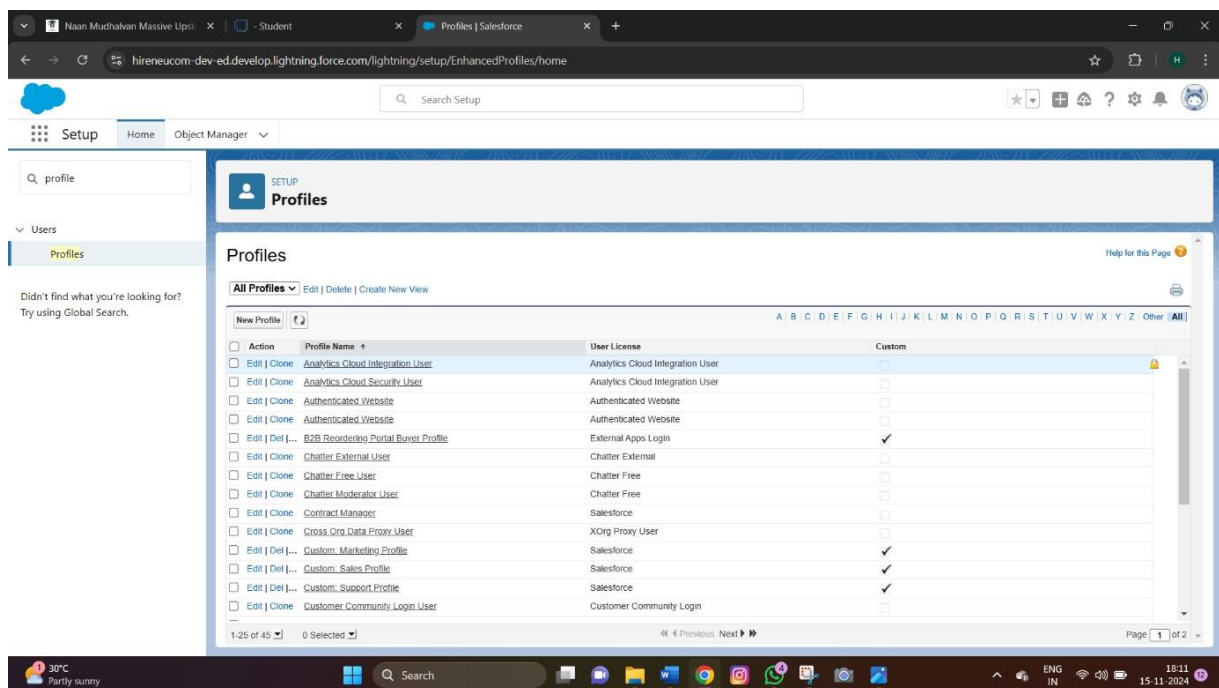 Naan Mudhalvan Massive Upsk
- Student
Profiles | Salesforce
hireneucom-dev-ed.develop.lightning.force.com/lightning/setup/EnhancedProfiles/home
H
Search Setup
Setup Home Object Manager
profile
Users
Profiles
Didn't find what you're looking for?
Try using Global Search.
SETUP
Profiles
Profiles
Help for this Page
All Profiles Edit | Delete | Create New View
New Profile
A | B | C | D | E | F | G | H | I | J | K | L | M | N | O | P | Q | R | S | T | U | V | W | X | Y | Z | Other | All
Action Profile Name User License Custom
Edit | Clone Analytics Cloud Integration User Analytics Cloud Integration User
Edit | Clone Analytics Cloud Security User Analytics Cloud Integration User
Edit | Clone Authenticated Website Authenticated Website
Edit | Clone Authenticated Website Authenticated Website
Edit | Del |... B2B Reordering Portal Buyer Profile External Apps Login
Edit | Clone Chatter External User Chatter External
Edit | Clone Chatter Free User Chatter Free
Edit | Clone Chatter Moderator User Chatter Free
Edit | Clone Contract Manager Salesforce
Edit | Clone Cross Org Data Proxy User XOrg Proxy User
Edit | Del |... Custom: Marketing Profile Salesforce
Edit | Del |... Custom: Sales Profile Salesforce
Edit | Del |... Custom: Support Profile Salesforce
Edit | Clone Customer Community Login User Customer Community Login
1-25 of 45 0 Selected Previous Next Page 1 of 2
1
30°C
Partly sunny
Search
4
ENG
IN
18:11
15-11-2024
12